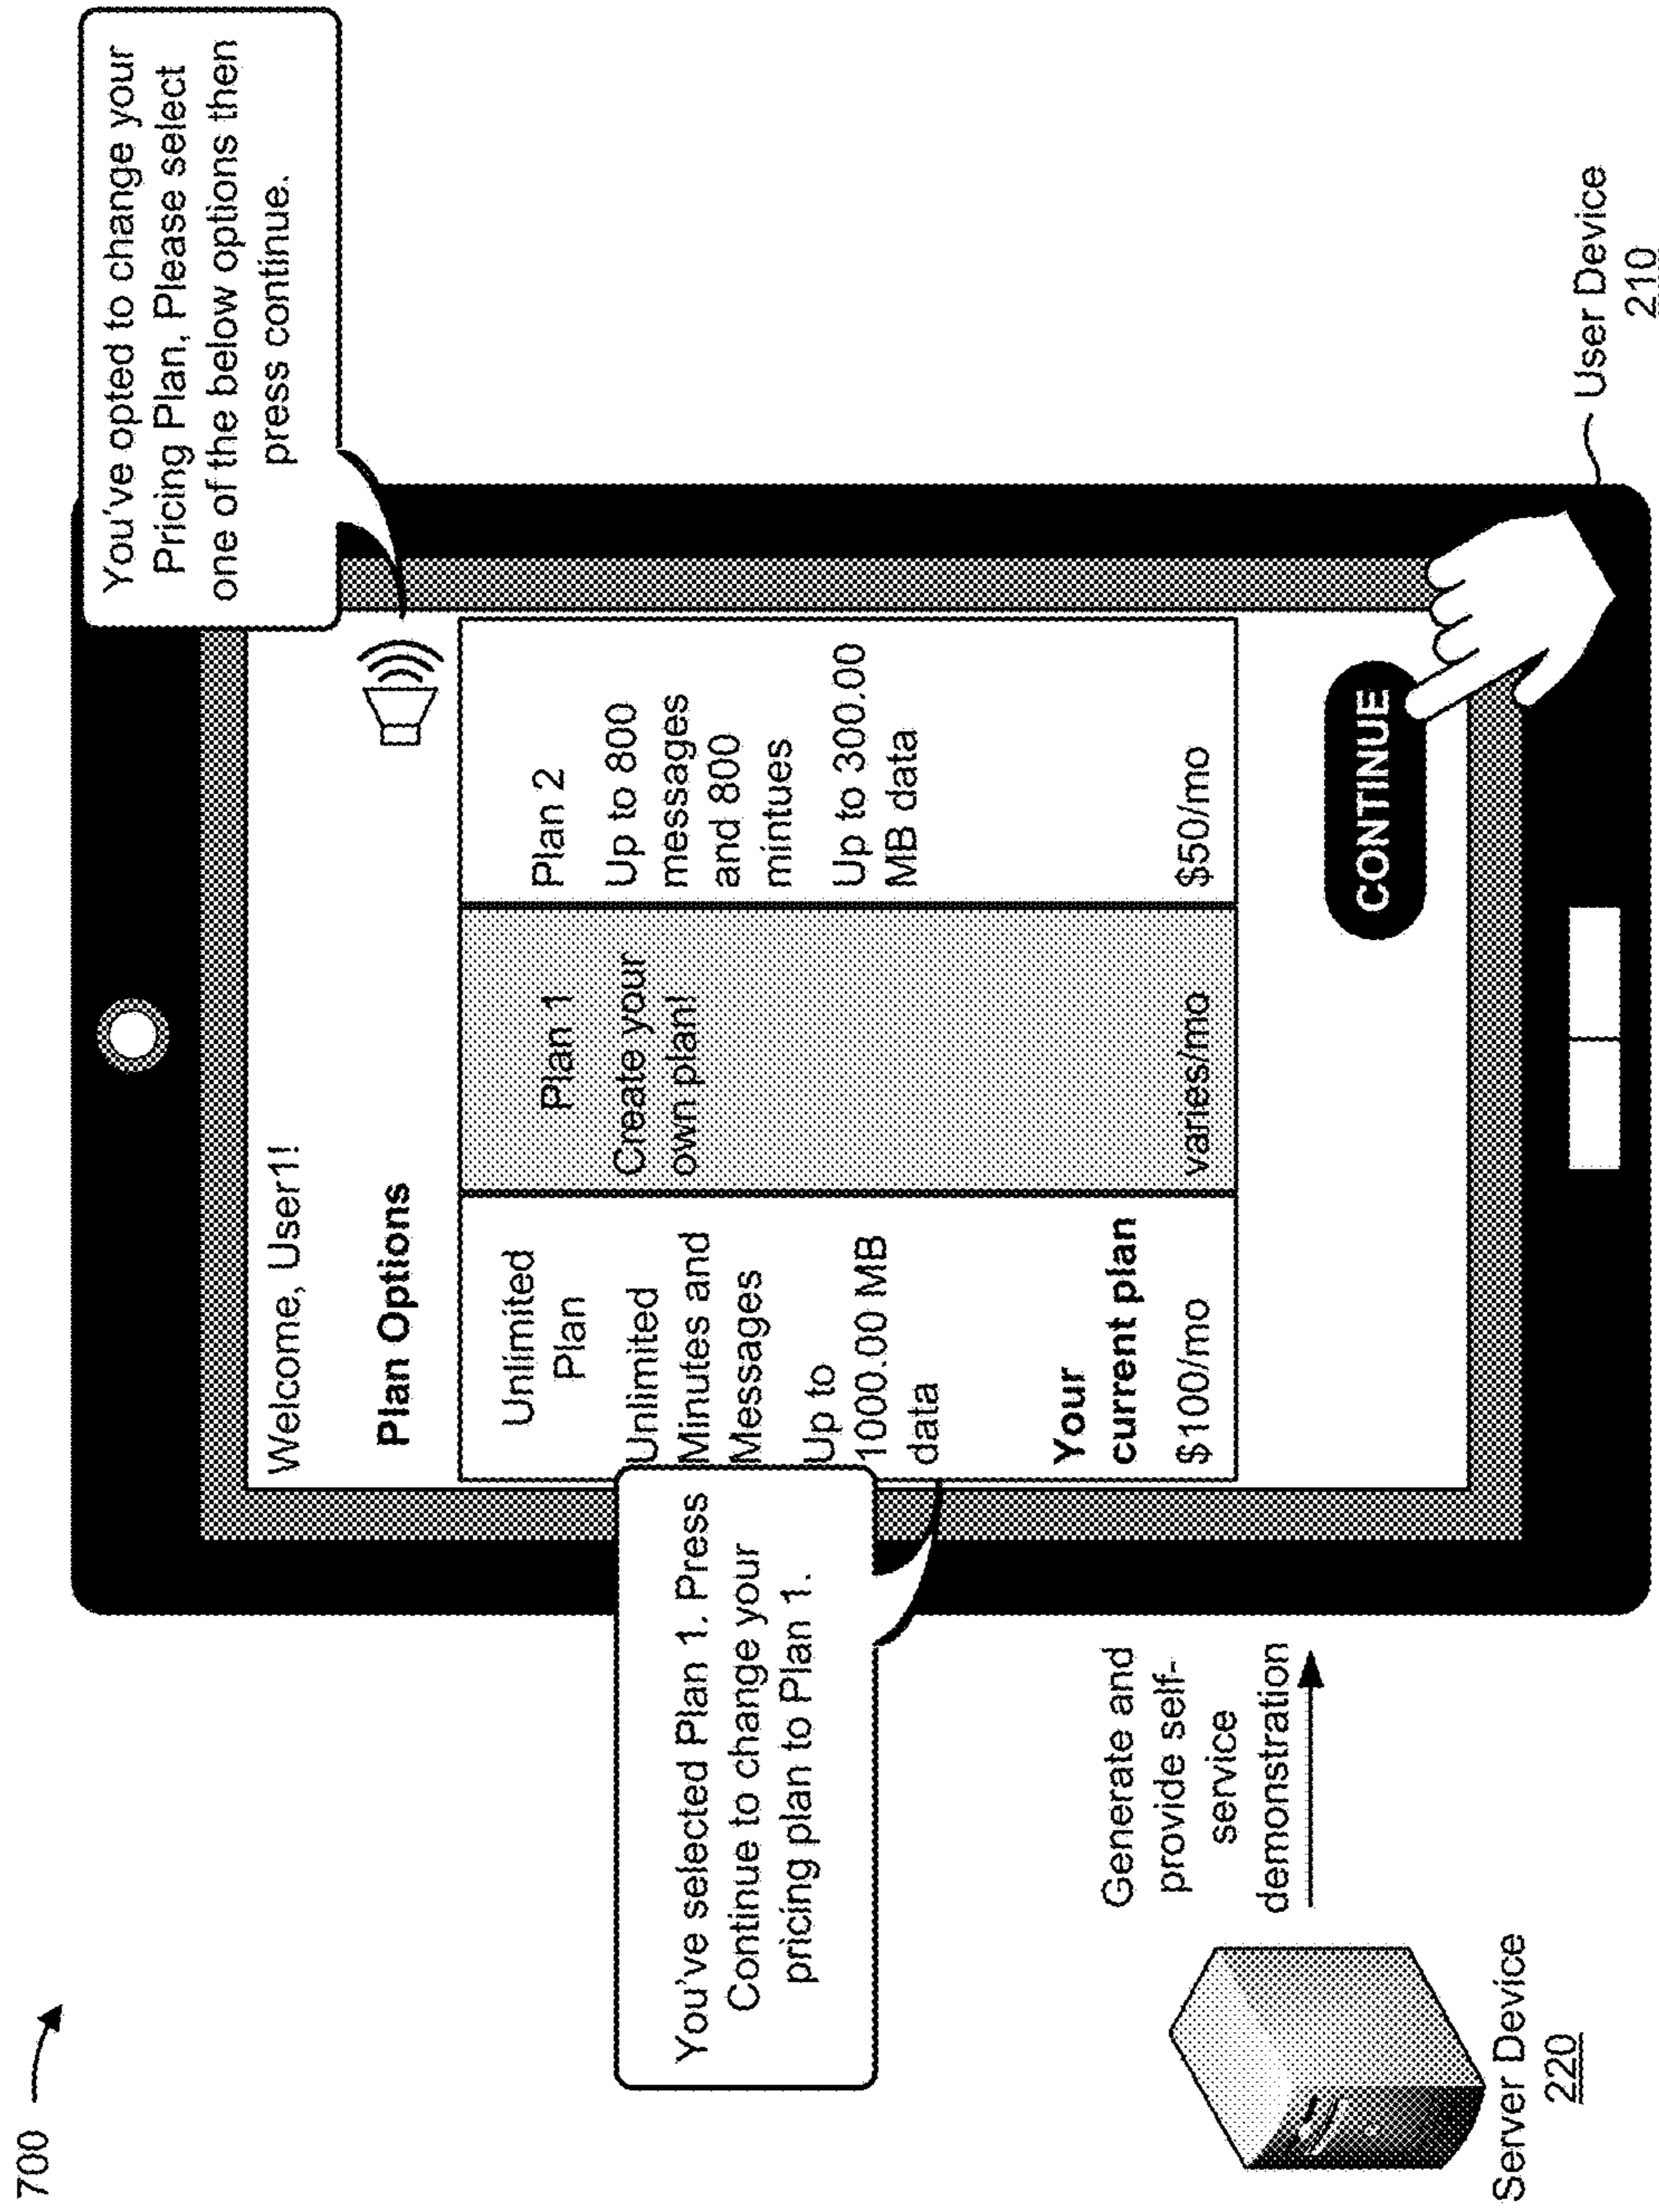 700
You've opted to change your
Pricing Plan, Please select
one of the below options then
press continue.
Welcome, User1!
Plan Options
Unlimited
Plan
Unlimited
Minutes and
Messages
Up to
1000.00 MB
data
Your
current plan
$100/mo
Plan 1
Create your
own plan!
varies/mo
Plan 2
Up to 800
messages
and 800
mintues
Up to 300.00
MB data
$50/mo
You've selected Plan 1. Press
Continue to change your
pricing plan to Plan 1.
CONTINUE
Generate and
provide self-
service
demonstration
Server Device
220
User Device
210